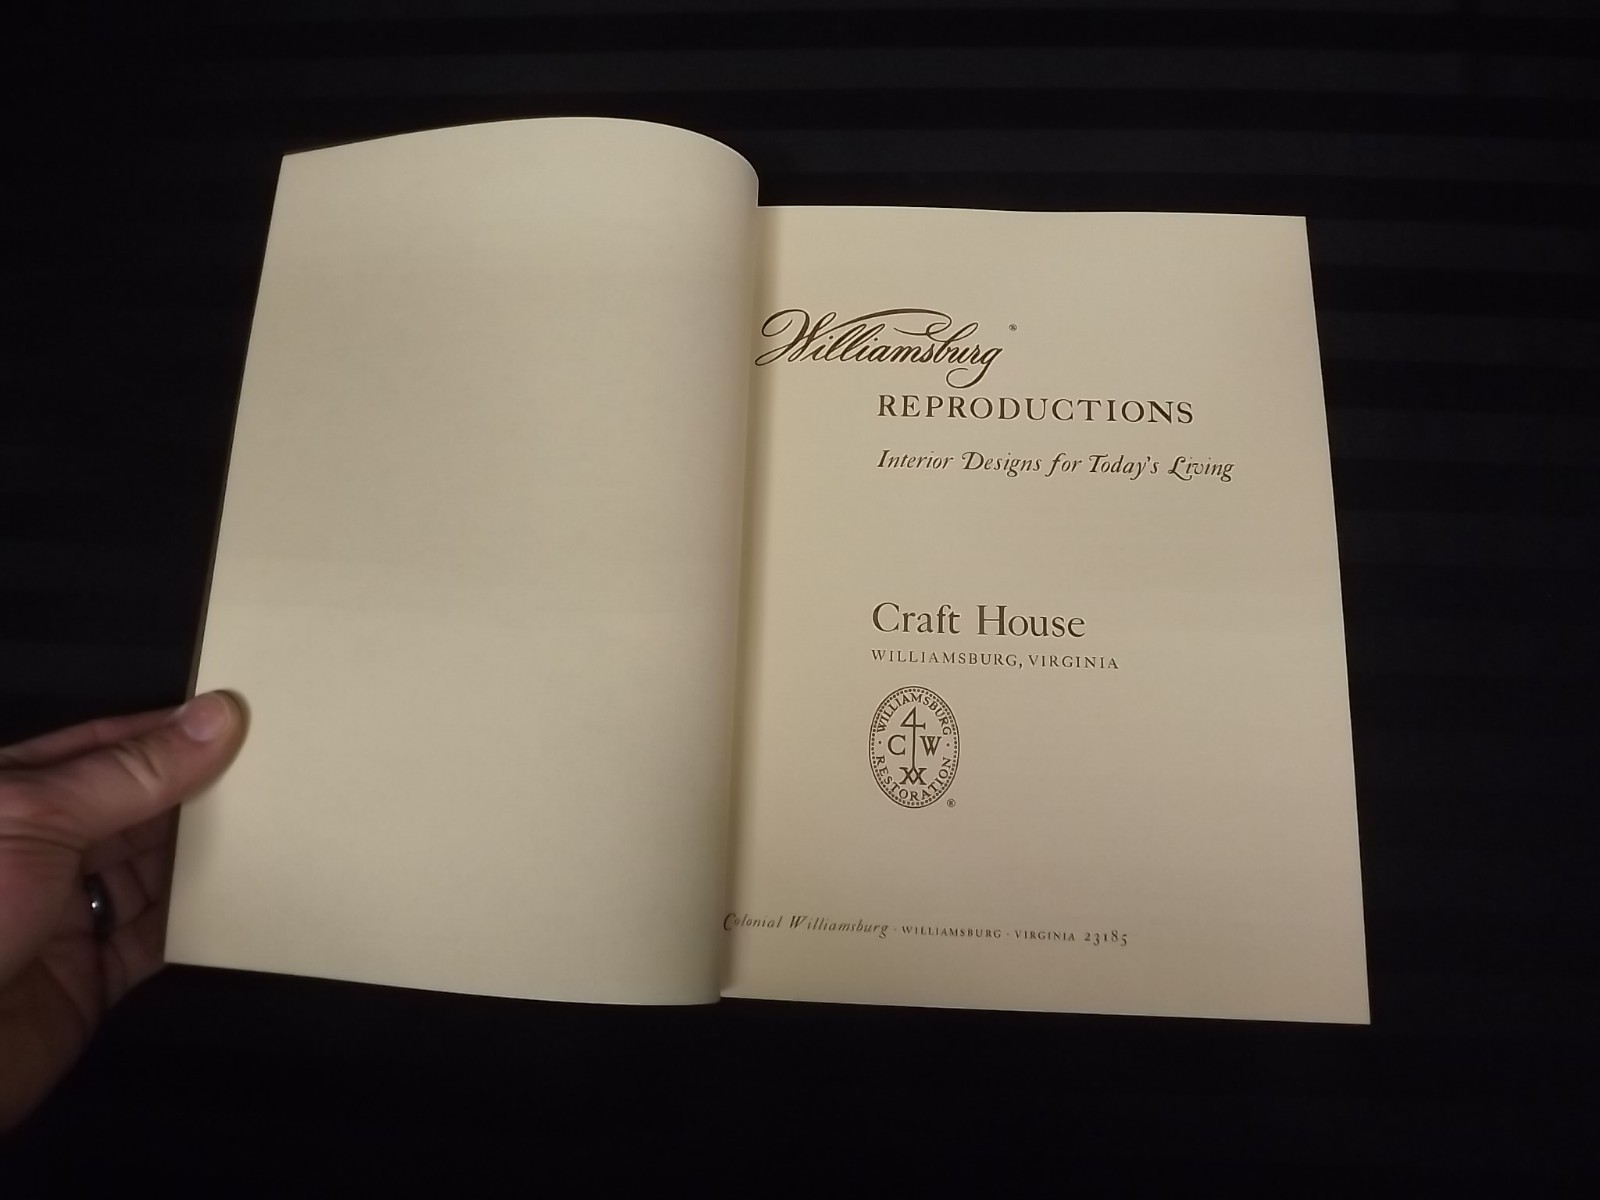 Williamsburg ®
REPRODUCTIONS
Interior Designs for Today's Living
Craft House
WILLIAMSBURG, VIRGINIA
WILLIAMSBURG
C W
RESTORATION
®
Colonial Williamsburg · WILLIAMSBURG · VIRGINIA 23185